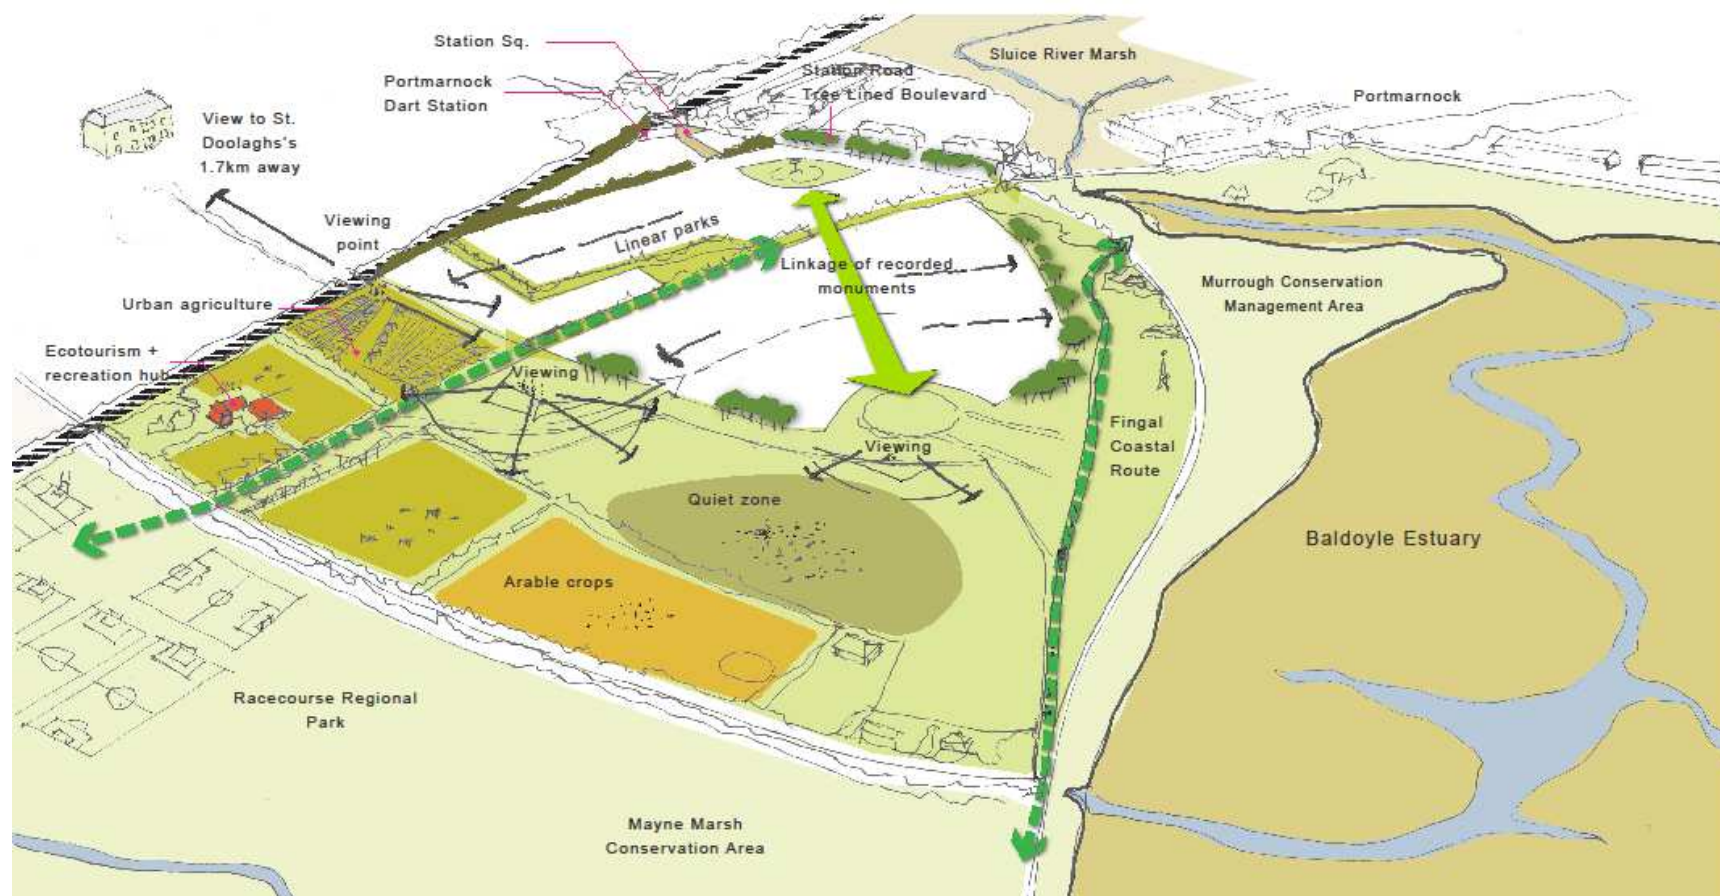 Station Sq.
Portmarnock
Dart Station
Station Road
Tree Lined Boulevard
Sluice River Marsh
Portmarnock
View to St.
Doolaghs's
1.7km away
Viewing
point
Linear parks
Linkage of recorded
monuments
Murrough Conservation
Management Area
Urban agriculture
Ecotourism +
recreation hub
Viewing
Viewing
Fingal
Coastal
Route
Quiet zone
Baldoyle Estuary
Arable crops
Racecourse Regional
Park
Mayne Marsh
Conservation Area